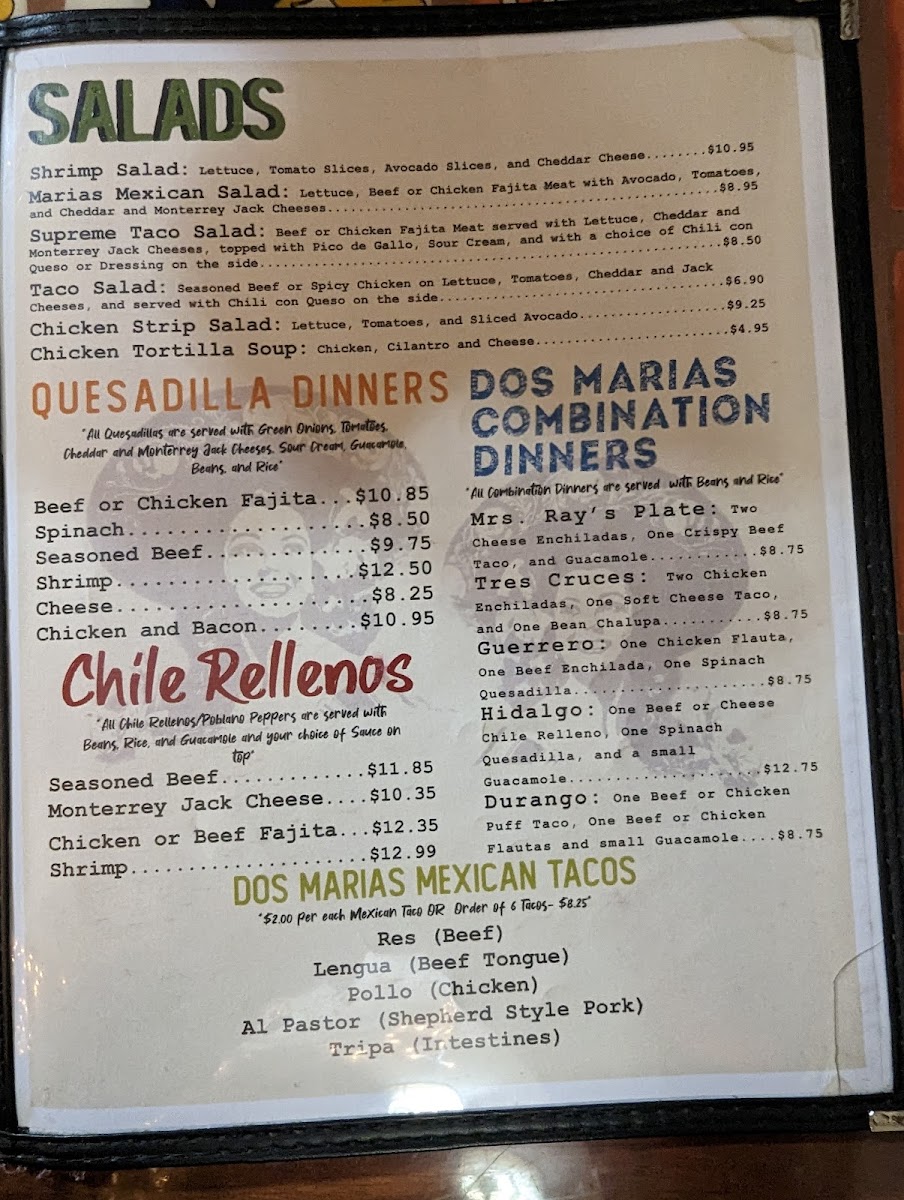 SALADS
Shrimp Salad: Lettuce, Tomato Slices, Avocado Slices, and Cheddar Cheese........$10.95
Marias Mexican Salad: Lettuce, Beef or Chicken Fajita Meat with Avocado, Tomatoes,
and Cheddar and Monterrey Jack Cheeses...............................................$8.95
Supreme Taco Salad: Beef or Chicken Fajita Meat served with Lettuce, Cheddar and
Monterrey Jack Cheeses, topped with Pico de Gallo, Sour Cream, and with a choice of Chili con
Queso or Dressing on the side........................................................$8.50
Taco Salad: Seasoned Beef or Spicy Chicken on Lettuce, Tomatoes, Cheddar and Jack
Cheeses, and served with Chili con Queso on the side..................................$6.90
Chicken Strip Salad: Lettuce, Tomatoes, and Sliced Avocado...................$9.25
Chicken Tortilla Soup: Chicken, Cilantro and Cheese.........................$4.95
QUESADILLA DINNERS
"All Quesadillas are served with Green Onions, Tomatoes,
Cheddar and Monterrey Jack Cheeses, Sour Cream, Guacamole,
Beans, and Rice"
Beef or Chicken Fajita...$10.85
Spinach...................$8.50
Seasoned Beef.............$9.75
Shrimp...................$12.50
Cheese....................$8.25
Chicken and Bacon........$10.95
Chile Rellenos
"All Chile Rellenos/Poblano Peppers are served with
Beans, Rice, and Guacamole and your choice of Sauce on
top"
Seasoned Beef............$11.85
Monterrey Jack Cheese....$10.35
Chicken or Beef Fajita...$12.35
Shrimp...................$12.99
DOS MARIAS
COMBINATION
DINNERS
"All Combination Dinners are served with Beans and Rice"
Mrs. Ray's Plate: Two
Cheese Enchiladas, One Crispy Beef
Taco, and Guacamole............$8.75
Tres Cruces: Two Chicken
Enchiladas, One Soft Cheese Taco,
and One Bean Chalupa...........$8.75
Guerrero: One Chicken Flauta,
One Beef Enchilada, One Spinach
Quesadilla.....................$8.75
Hidalgo: One Beef or Cheese
Chile Relleno, One Spinach
Quesadilla, and a small
Guacamole.....................$12.75
Durango: One Beef or Chicken
Puff Taco, One Beef or Chicken
Flautas and small Guacamole....$8.75
DOS MARIAS MEXICAN TACOS
"$2.00 Per each Mexican Taco OR Order of 6 Tacos- $8.25"
Res (Beef)
Lengua (Beef Tongue)
Pollo (Chicken)
Al Pastor (Shepherd Style Pork)
Tripa (Intestines)